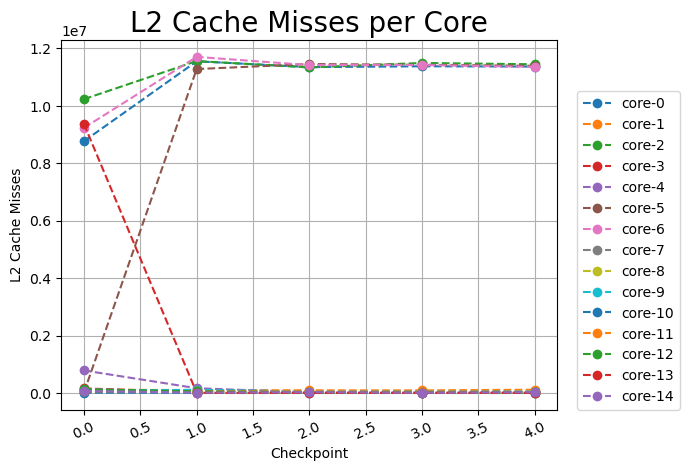 L2 Cache Misses per Core
1e7
1.2
1.0
0.8
0.6
0.4
0.2
0.0
L2 Cache Misses
0.0 0.5 1.0 1.5 2.0 2.5 3.0 3.5 4.0
Checkpoint
core-0
core-1
core-2
core-3
core-4
core-5
core-6
core-7
core-8
core-9
core-10
core-11
core-12
core-13
core-14